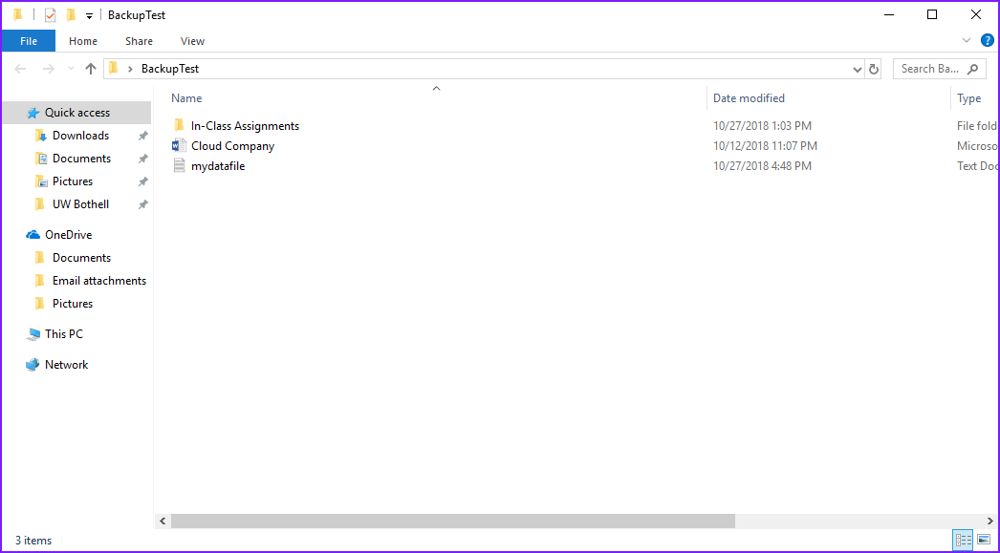 BackupTest
File Home Share View
BackupTest Search Ba...
Name Date modified Type
Quick access
Downloads
Documents
Pictures
UW Bothell
OneDrive
Documents
Email attachments
Pictures
This PC
Network
In-Class Assignments 10/27/2018 1:03 PM File fold
Cloud Company 10/12/2018 11:07 PM Microso
mydatafile 10/27/2018 4:48 PM Text Doc
3 items